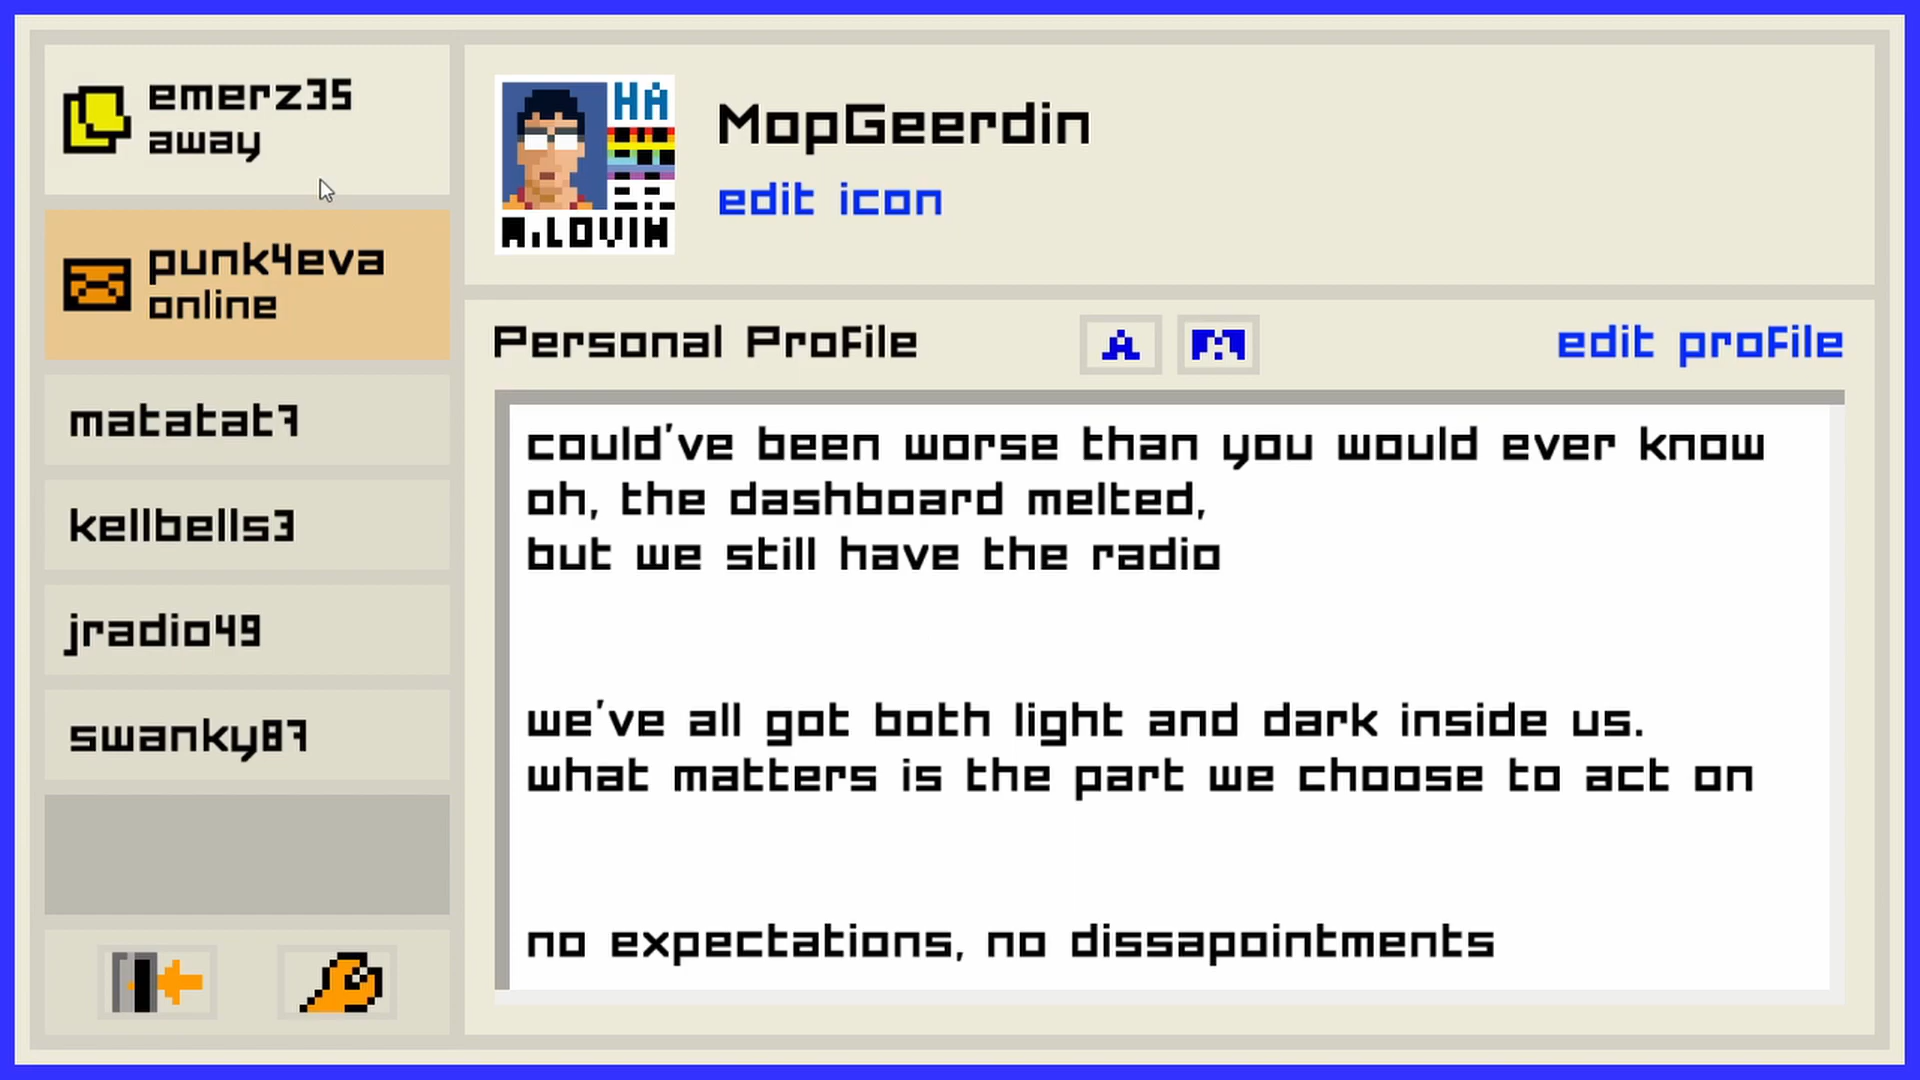 emerz35
away
punk4eva
online
matatat7
kellbells3
jradio49
swanky87
HA
M.LOVIN
MopGeerdin
edit icon
Personal Profile
A
edit profile
could've been worse than you would ever know
oh, the dashboard melted,
but we still have the radio
we've all got both light and dark inside us.
what matters is the part we choose to act on
no expectations, no dissapointments